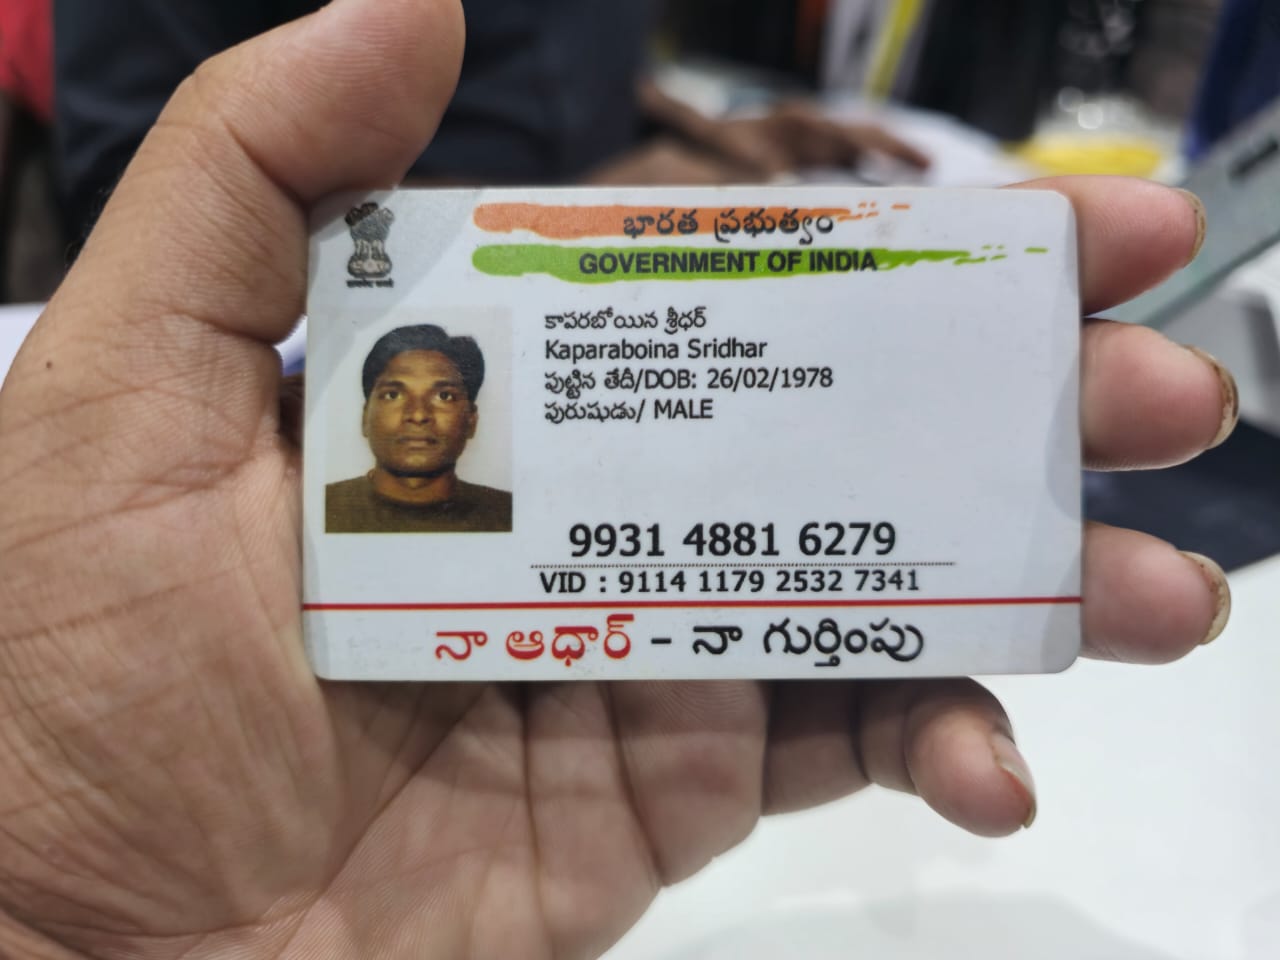 భారత ప్రభుత్వం
GOVERNMENT OF INDIA
కాపరబోయిన శ్రీధర్
Kaparaboina Sridhar
పుట్టిన తేదీ/DOB: 26/02/1978
పురుషుడు/ MALE
9931 4881 6279
VID : 9114 1179 2532 7341
నా ఆధార్ - నా గుర్తింపు